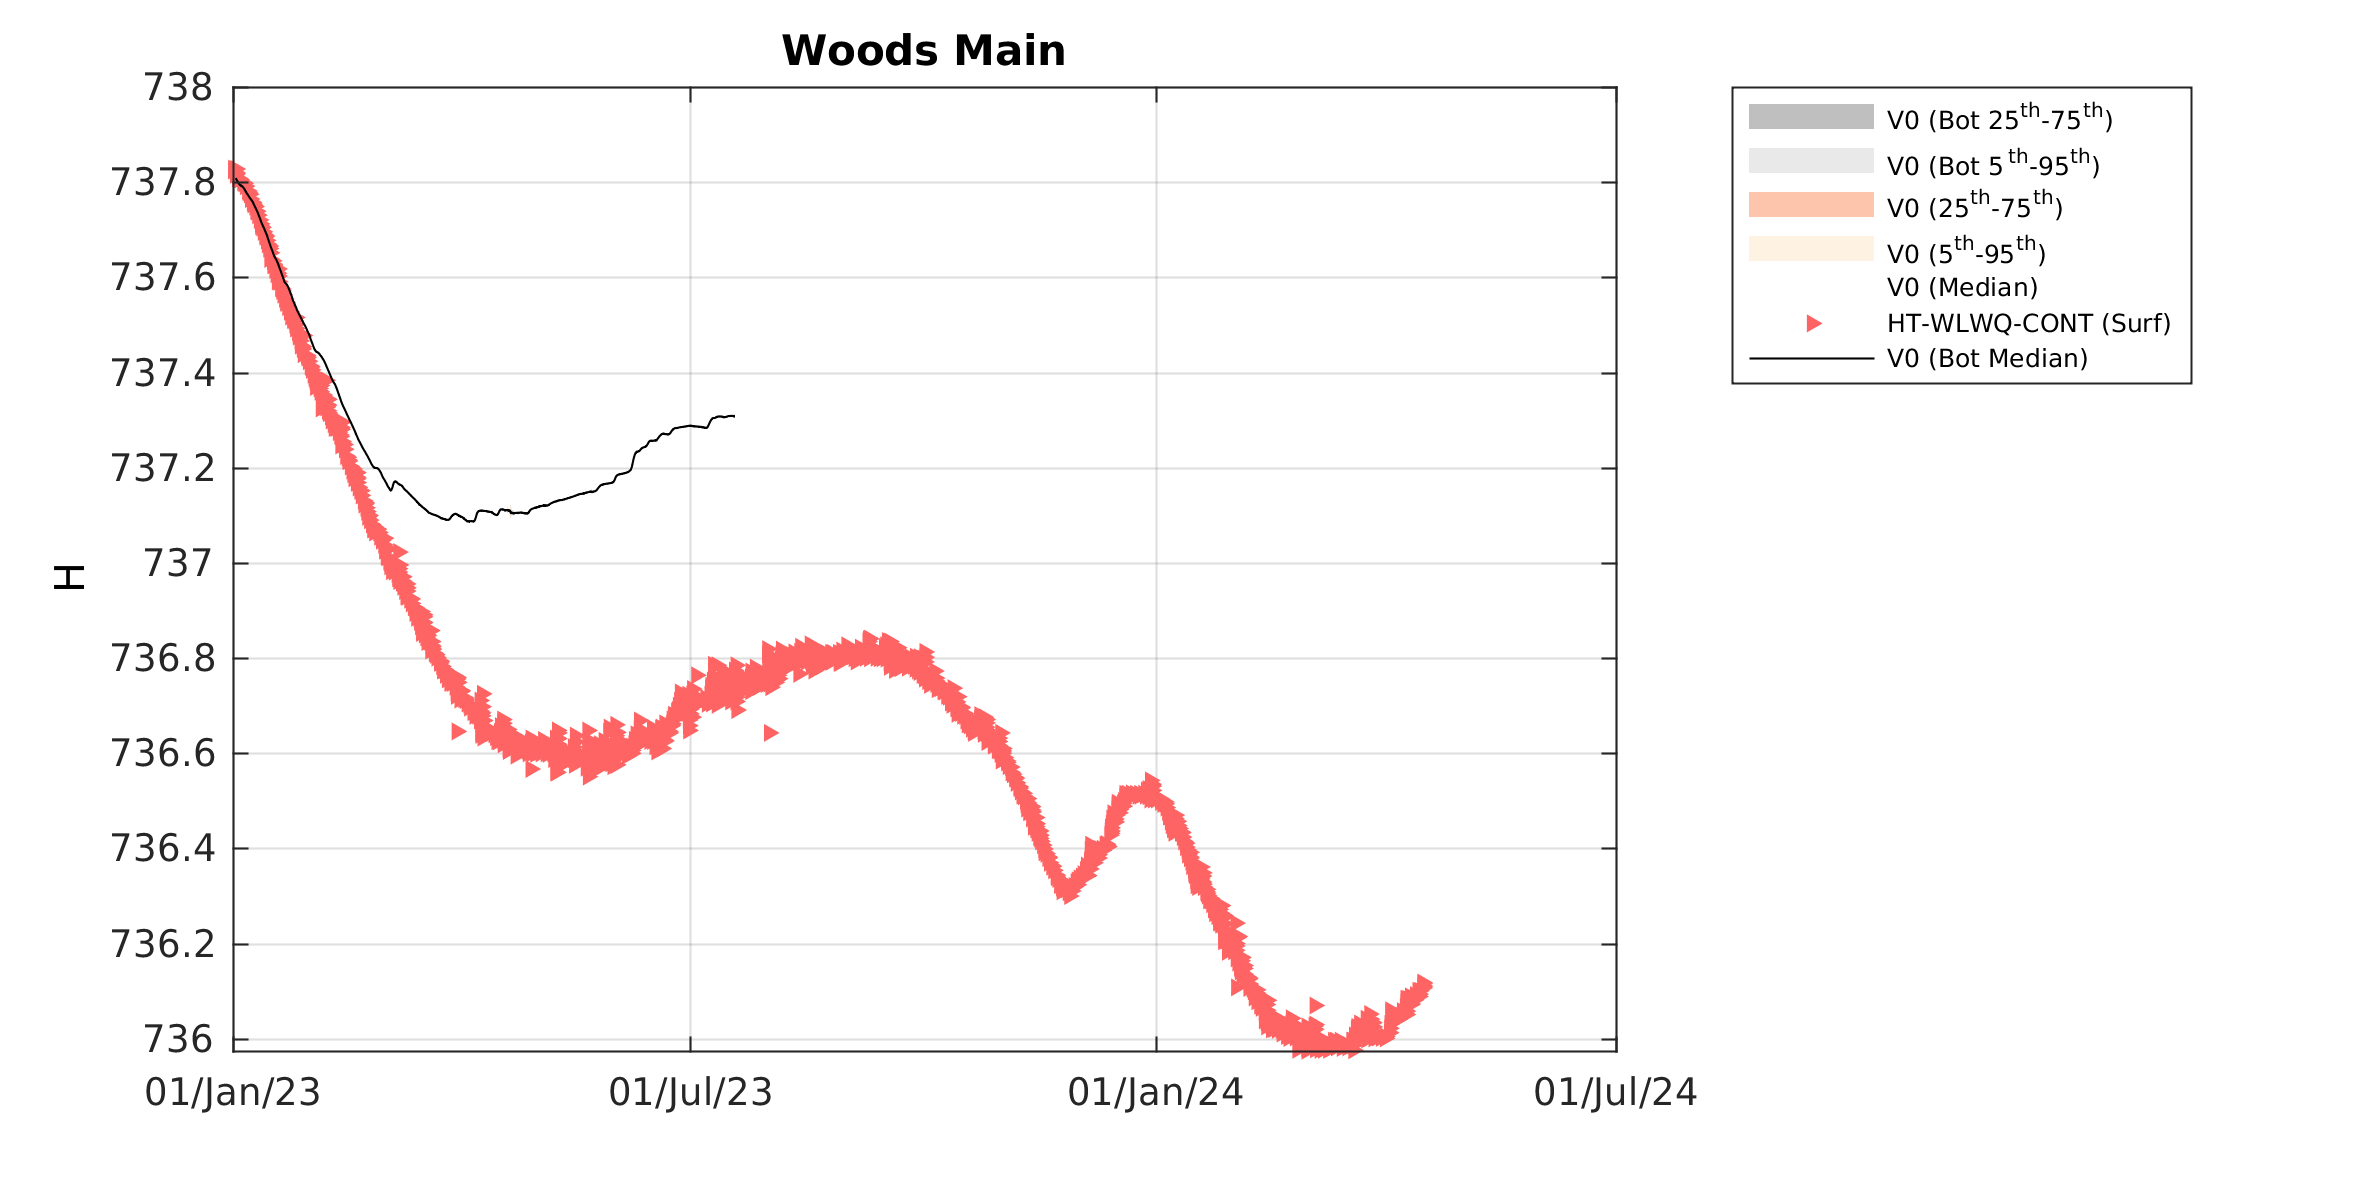 Woods Main
738
737.8
737.6
737.4
737.2
737
736.8
736.6
736.4
736.2
736
H
01/Jan/23
01/Jul/23
01/Jan/24
01/Jul/24
V0 (Bot 25th-75th)
V0 (Bot 5th-95th)
V0 (25th-75th)
V0 (5th-95th)
V0 (Median)
HT-WLWQ-CONT (Surf)
V0 (Bot Median)